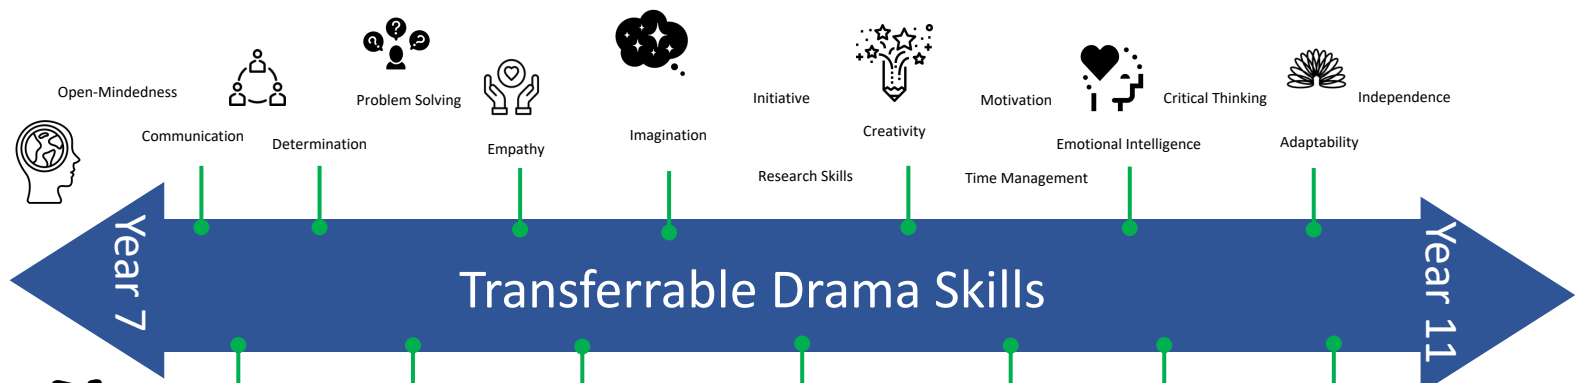 Open-Mindedness
Communication
Determination
Problem Solving
Empathy
Imagination
Initiative
Research Skills
Creativity
Motivation
Time Management
Emotional Intelligence
Critical Thinking
Adaptability
Independence
Year 7
Transferrable Drama Skills
Year 11